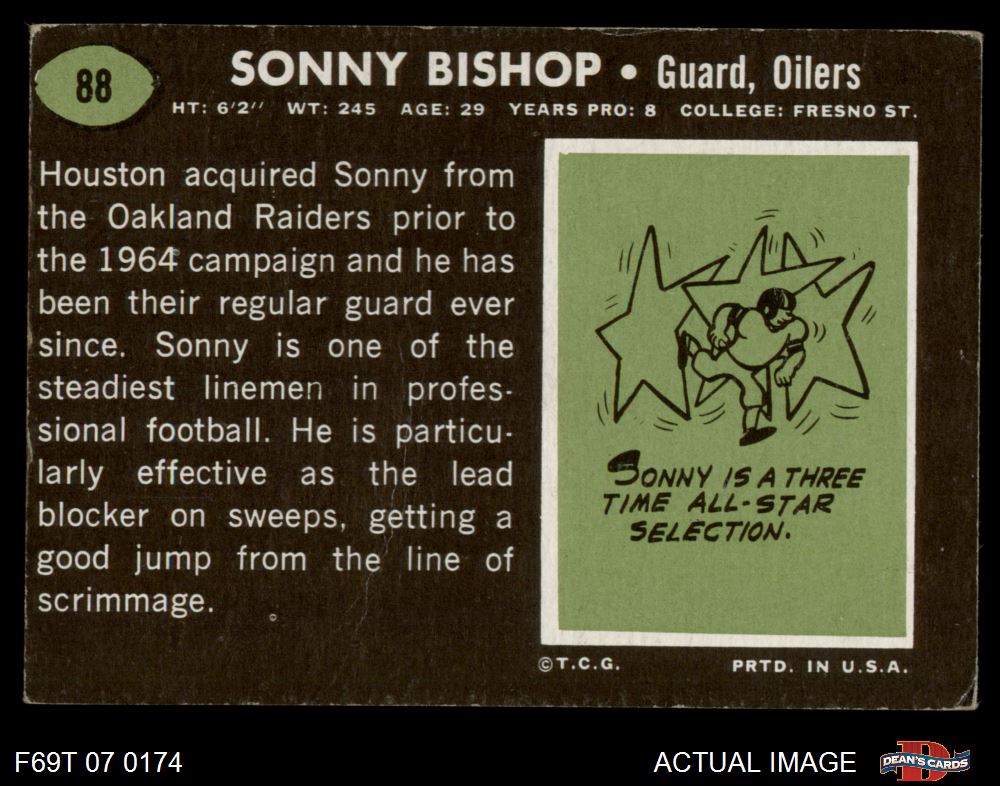 88
SONNY BISHOP • Guard, Oilers
HT: 6'2'' WT: 245 AGE: 29 YEARS PRO: 8 COLLEGE: FRESNO ST.
Houston acquired Sonny from
the Oakland Raiders prior to
the 1964 campaign and he has
been their regular guard ever
since. Sonny is one of the
steadiest linemen in profes-
sional football. He is particu-
larly effective as the lead
blocker on sweeps, getting a
good jump from the line of
scrimmage.
SONNY IS A THREE
TIME ALL-STAR
SELECTION.
©T.C.G. PRTD. IN U.S.A.
F69T 07 0174 ACTUAL IMAGE D DEAN'S CARDS